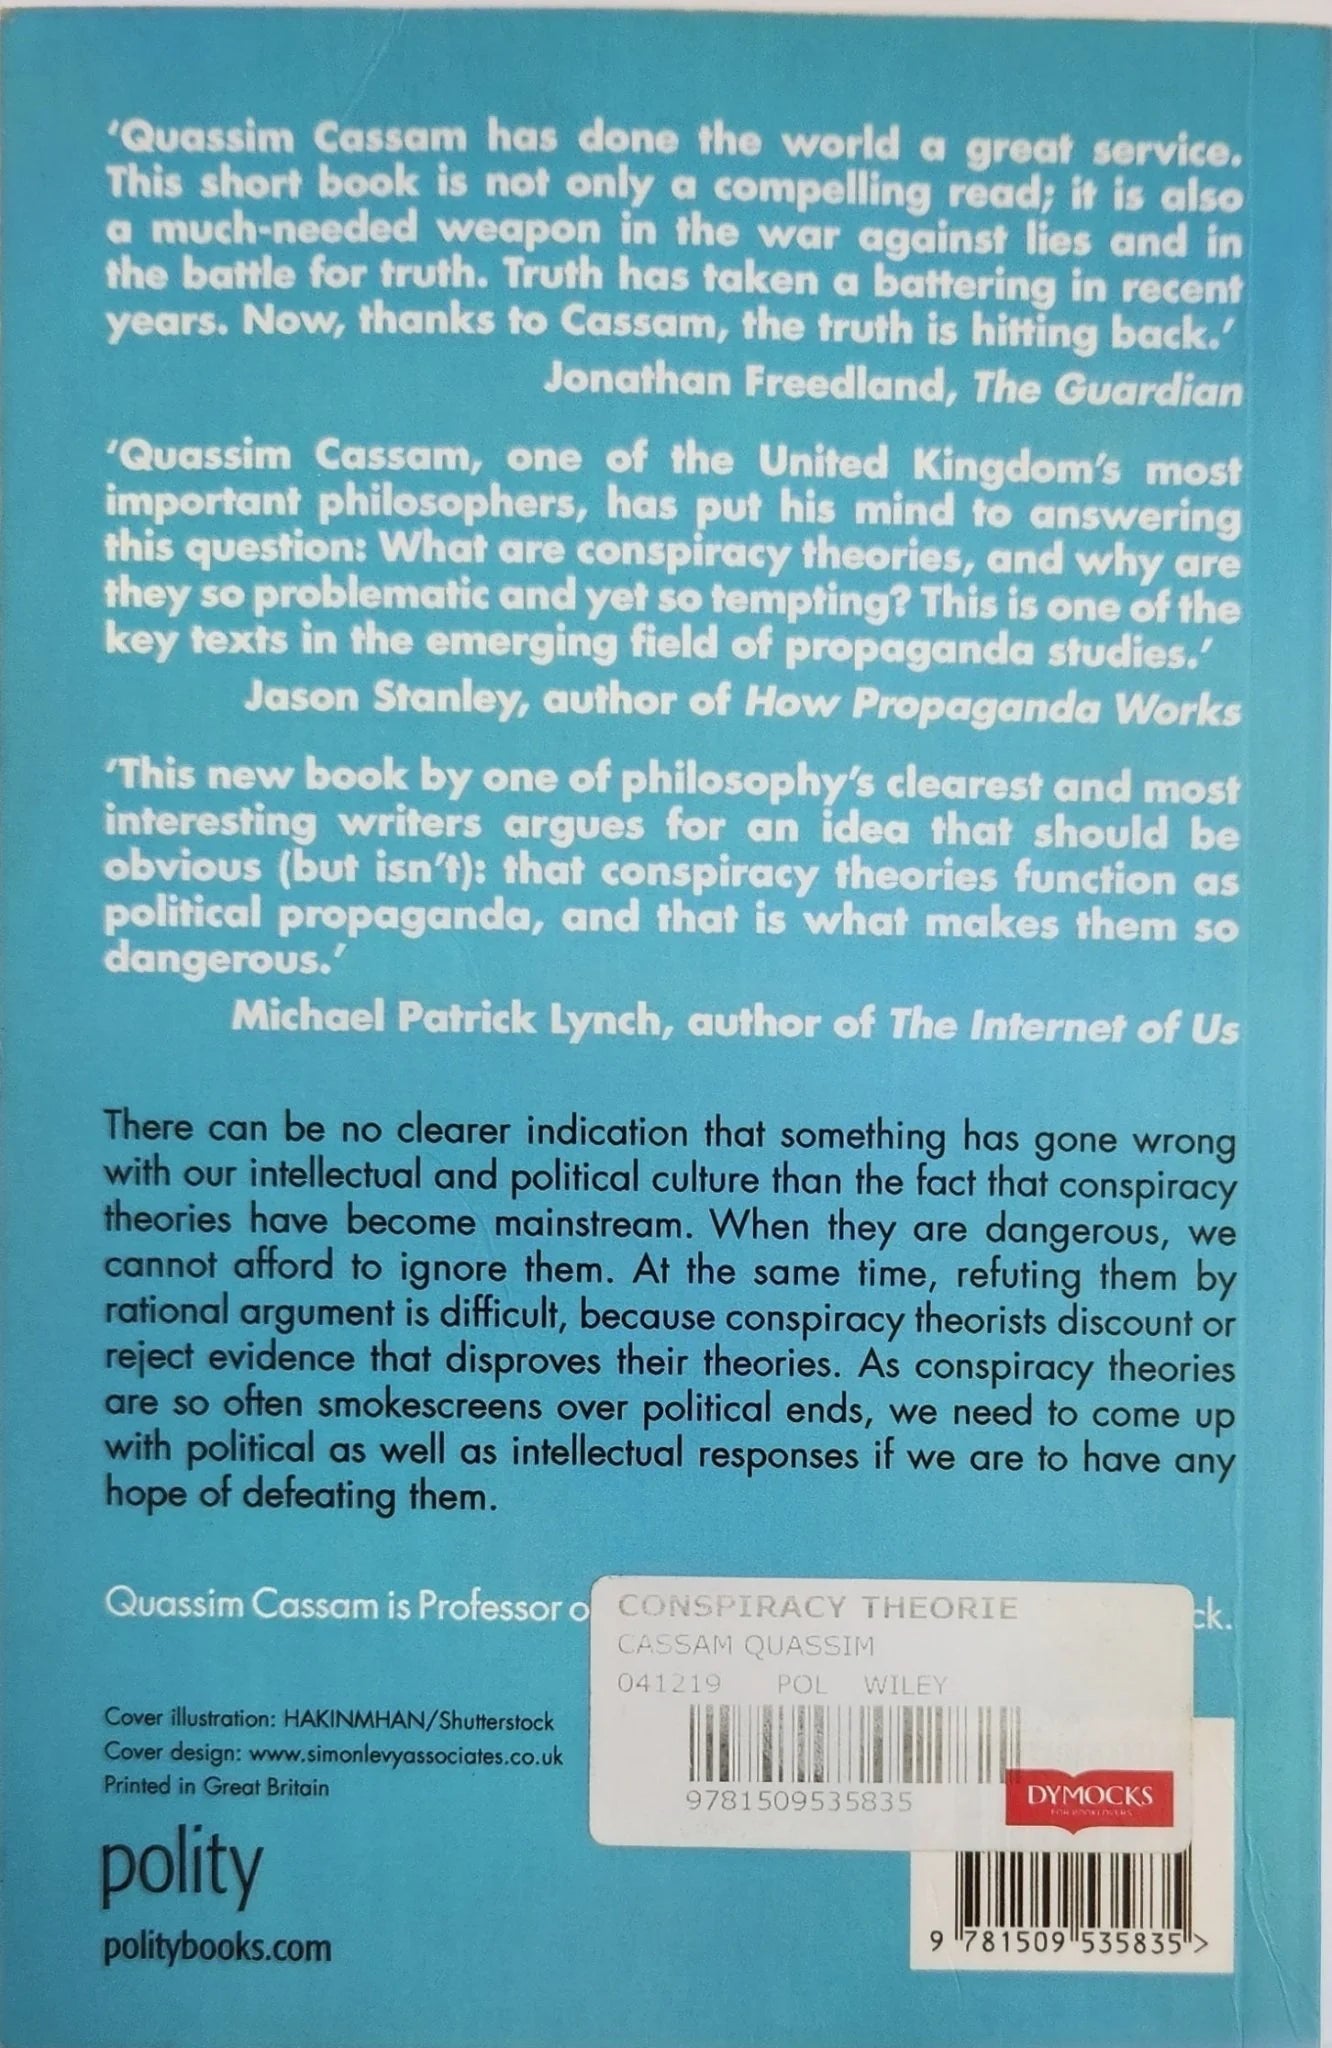 ‘Quassim Cassam has done the world a great service.
This short book is not only a compelling read; it is also
a much-needed weapon in the war against lies and in
the battle for truth. Truth has taken a battering in recent
years. Now, thanks to Cassam, the truth is hitting back.’
Jonathan Freedland, The Guardian
‘Quassim Cassam, one of the United Kingdom’s most
important philosophers, has put his mind to answering
this question: What are conspiracy theories, and why are
they so problematic and yet so tempting? This is one of the
key texts in the emerging field of propaganda studies.’
Jason Stanley, author of How Propaganda Works
‘This new book by one of philosophy’s clearest and most
interesting writers argues for an idea that should be
obvious (but isn’t): that conspiracy theories function as
political propaganda, and that is what makes them so
dangerous.’
Michael Patrick Lynch, author of The Internet of Us
There can be no clearer indication that something has gone wrong
with our intellectual and political culture than the fact that conspiracy
theories have become mainstream. When they are dangerous, we
cannot afford to ignore them. At the same time, refuting them by
rational argument is difficult, because conspiracy theorists discount or
reject evidence that disproves their theories. As conspiracy theories
are so often smokescreens over political ends, we need to come up
with political as well as intellectual responses if we are to have any
hope of defeating them.
Quassim Cassam is Professor o ck.
CONSPIRACY THEORIE
CASSAM QUASSIM
041219 POL WILEY
9781509535835
DYMOCKS
FOR BOOKLOVERS
Cover illustration: HAKINMHAN/Shutterstock
Cover design: www.simonlevyassociates.co.uk
Printed in Great Britain
polity
politybooks.com
9 781509 535835 >